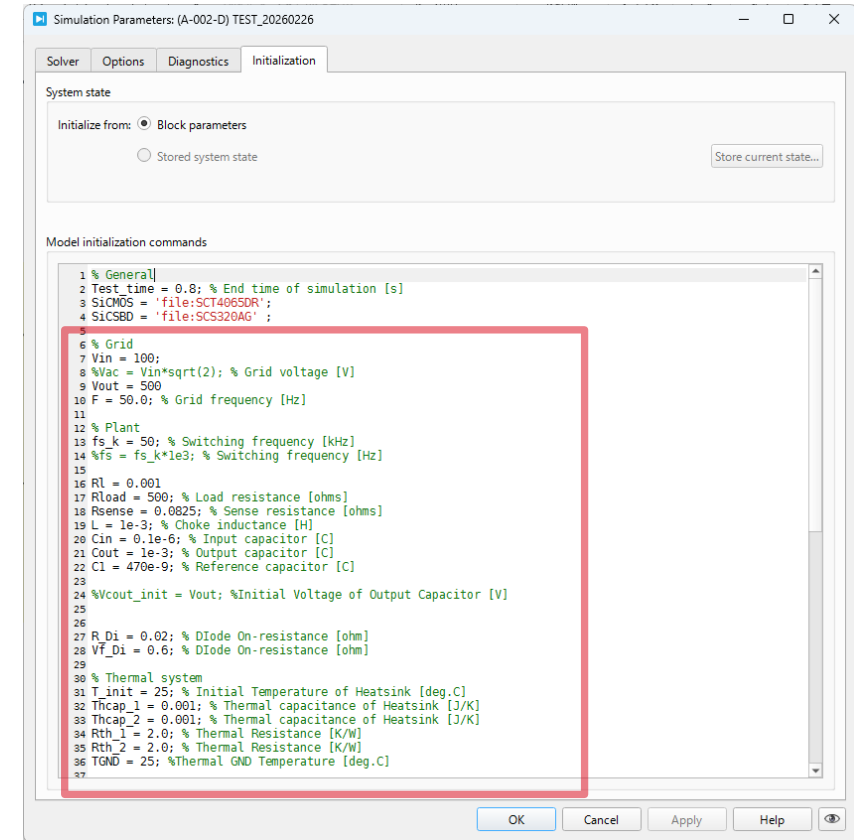 Simulation Parameters: (A-002-D) TEST_20260226
Solver Options Diagnostics Initialization
System state
Initialize from: Block parameters
Stored system state Store current state...
Model initialization commands
1 % General
2 Test_time = 0.8; % End time of simulation [s]
3 SiCMOS = 'file:SCT4065DR';
4 SiCSBD = 'file:SCS320AG' ;
5
6 % Grid
7 Vin = 100;
8 %Vac = Vin*sqrt(2); % Grid voltage [V]
9 Vout = 500
10 F = 50.0; % Grid frequency [Hz]
11
12 % Plant
13 fs_k = 50; % Switching frequency [kHz]
14 %fs = fs_k*1e3; % Switching frequency [Hz]
15
16 Rl = 0.001
17 Rload = 500; % Load resistance [ohms]
18 Rsense = 0.0825; % Sense resistance [ohms]
19 L = 1e-3; % Choke inductance [H]
20 Cin = 0.1e-6; % Input capacitor [C]
21 Cout = 1e-3; % Output capacitor [C]
22 C1 = 470e-9; % Reference capacitor [C]
23
24 %Vcout_init = Vout; %Initial Voltage of Output Capacitor [V]
25
26
27 R_Di = 0.02; % DIode On-resistance [ohm]
28 Vf_Di = 0.6; % DIode On-resistance [ohm]
29
30 % Thermal system
31 T_init = 25; % Initial Temperature of Heatsink [deg.C]
32 Thcap_1 = 0.001; % Thermal capacitance of Heatsink [J/K]
33 Thcap_2 = 0.001; % Thermal capacitance of Heatsink [J/K]
34 Rth_1 = 2.0; % Thermal Resistance [K/W]
35 Rth_2 = 2.0; % Thermal Resistance [K/W]
36 TGND = 25; %Thermal GND Temperature [deg.C]
37
OK Cancel Apply Help